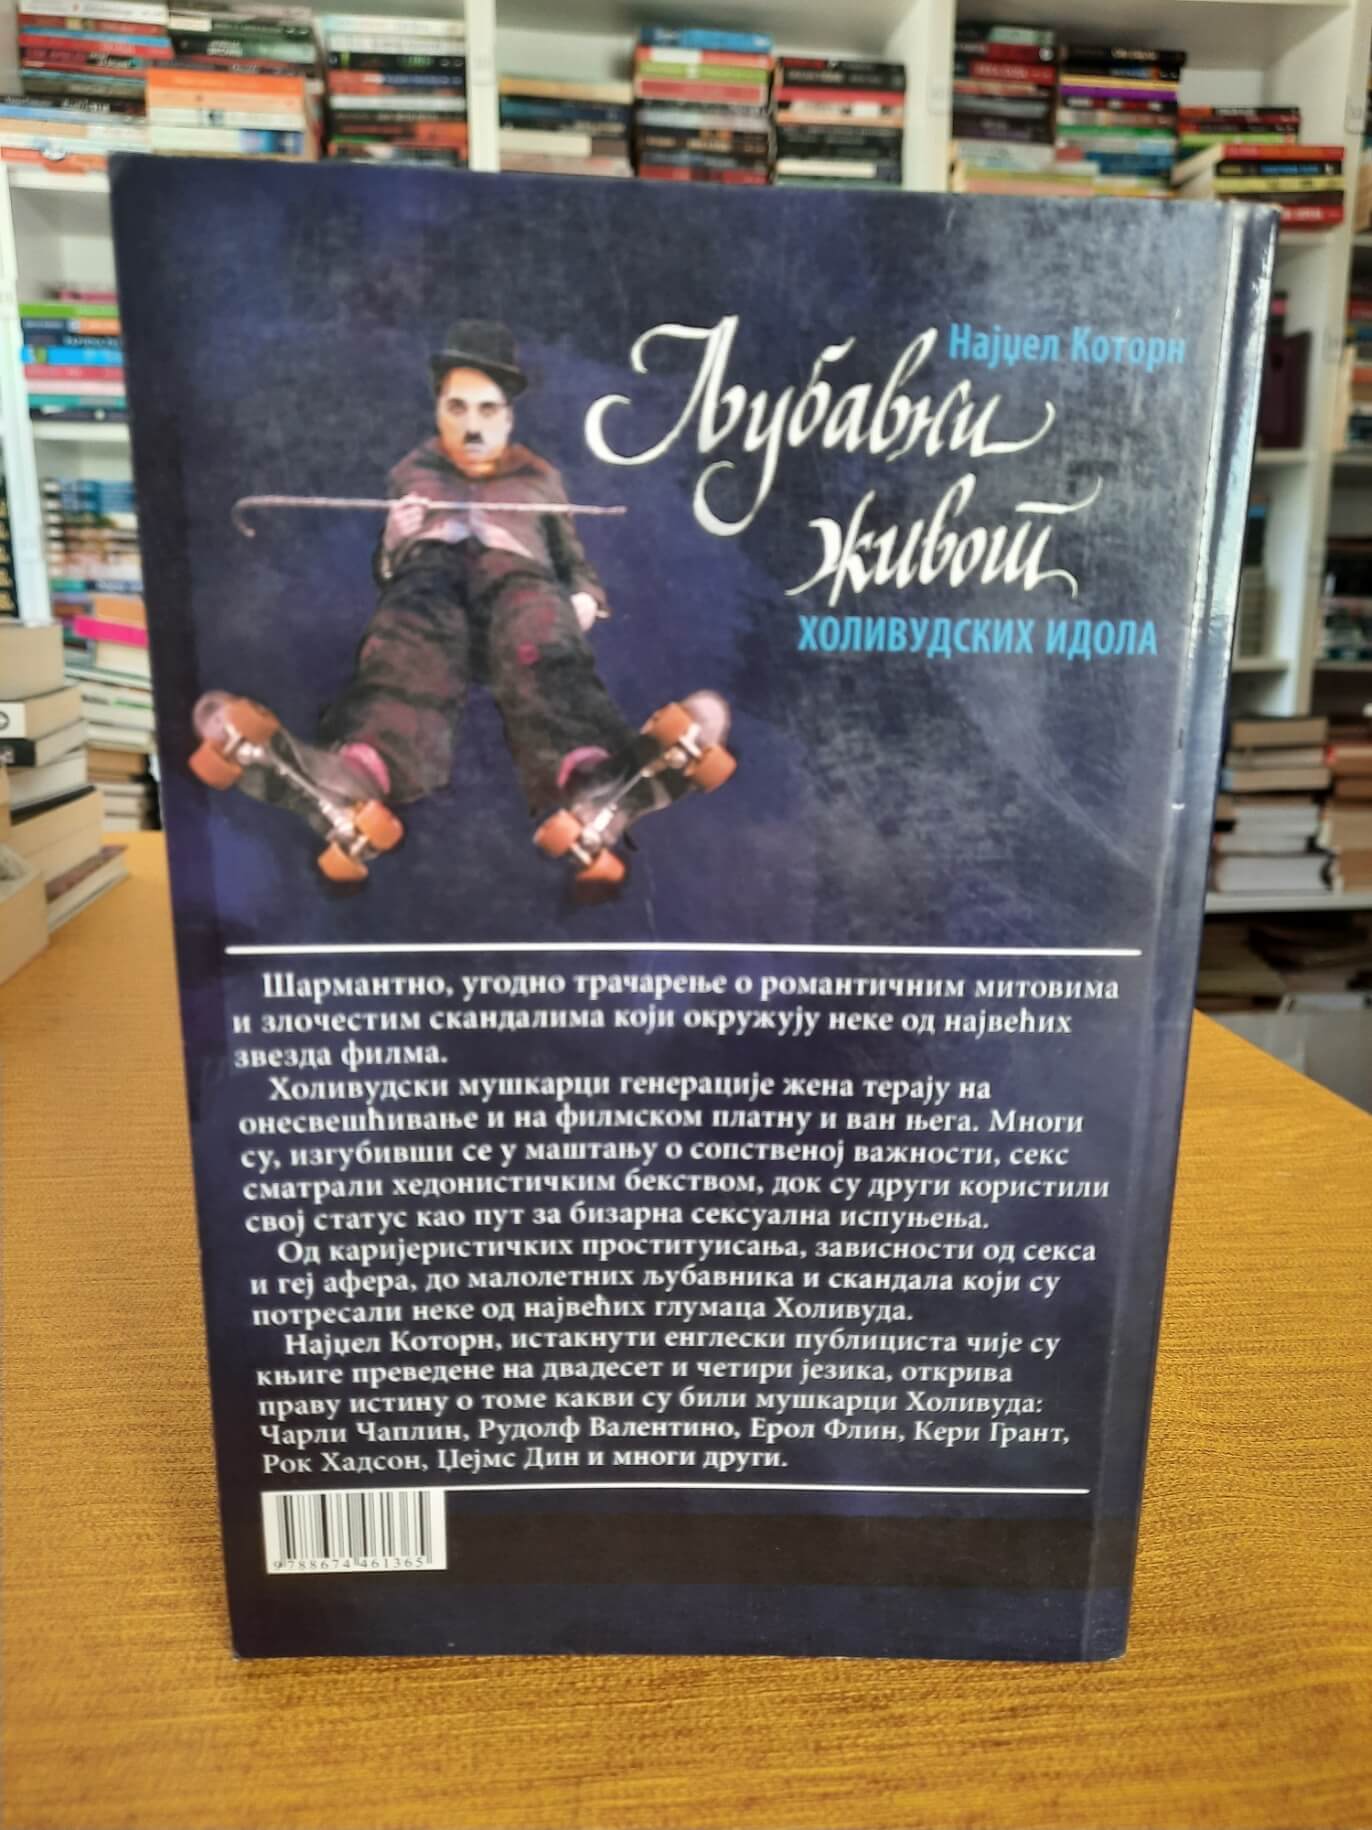 Најџел Которн
Љубавни
живот
ХОЛИВУДСКИХ ИДОЛА
Шармантно, угодно трачарење о романтичним митовима
и злочестим скандалима који окружују неке од највећих
звезда филма.
Холивудски мушкарци генерације жена терају на
онесвешћивање и на филмском платну и ван њега. Многи
су, изгубивши се у маштању о сопственој важности, секс
сматрали хедонистичким бекством, док су други користили
свој статус као пут за бизарна сексуална испуњења.
Од каријеристичких проституисања, зависности од секса
и геј афера, до малолетних љубавника и скандала који су
потресали неке од највећих глумаца Холивуда.
Најџел Которн, истакнути енглески публициста чије су
књиге преведене на двадесет и четири језика, открива
праву истину о томе какви су били мушкарци Холивуда:
Чарли Чаплин, Рудолф Валентино, Ерол Флин, Кери Грант,
Рок Хадсон, Џејмс Дин и многи други.
9788674461365